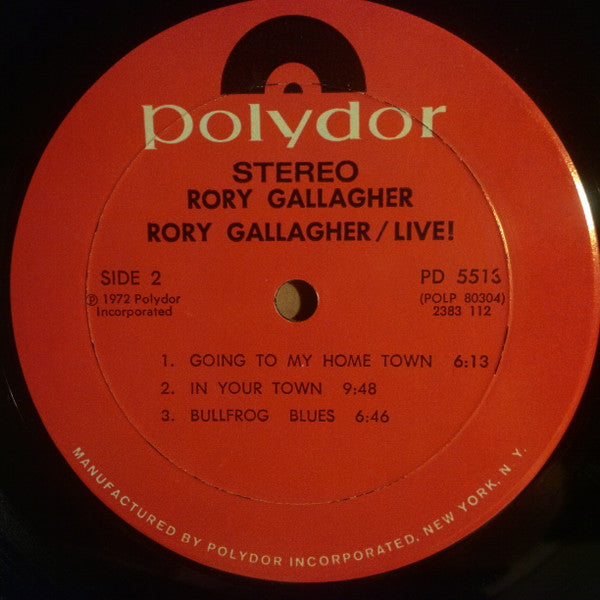 polydor
STEREO
RORY GALLAGHER
RORY GALLAGHER / LIVE!
SIDE 2
PD 5513
℗ 1972 Polydor
Incorporated
(POLP 80304)
2383 112
1. GOING TO MY HOME TOWN 6:13
2. IN YOUR TOWN 9:48
3. BULLFROG BLUES 6:46
MANUFACTURED BY POLYDOR INCORPORATED, NEW YORK, N. Y.